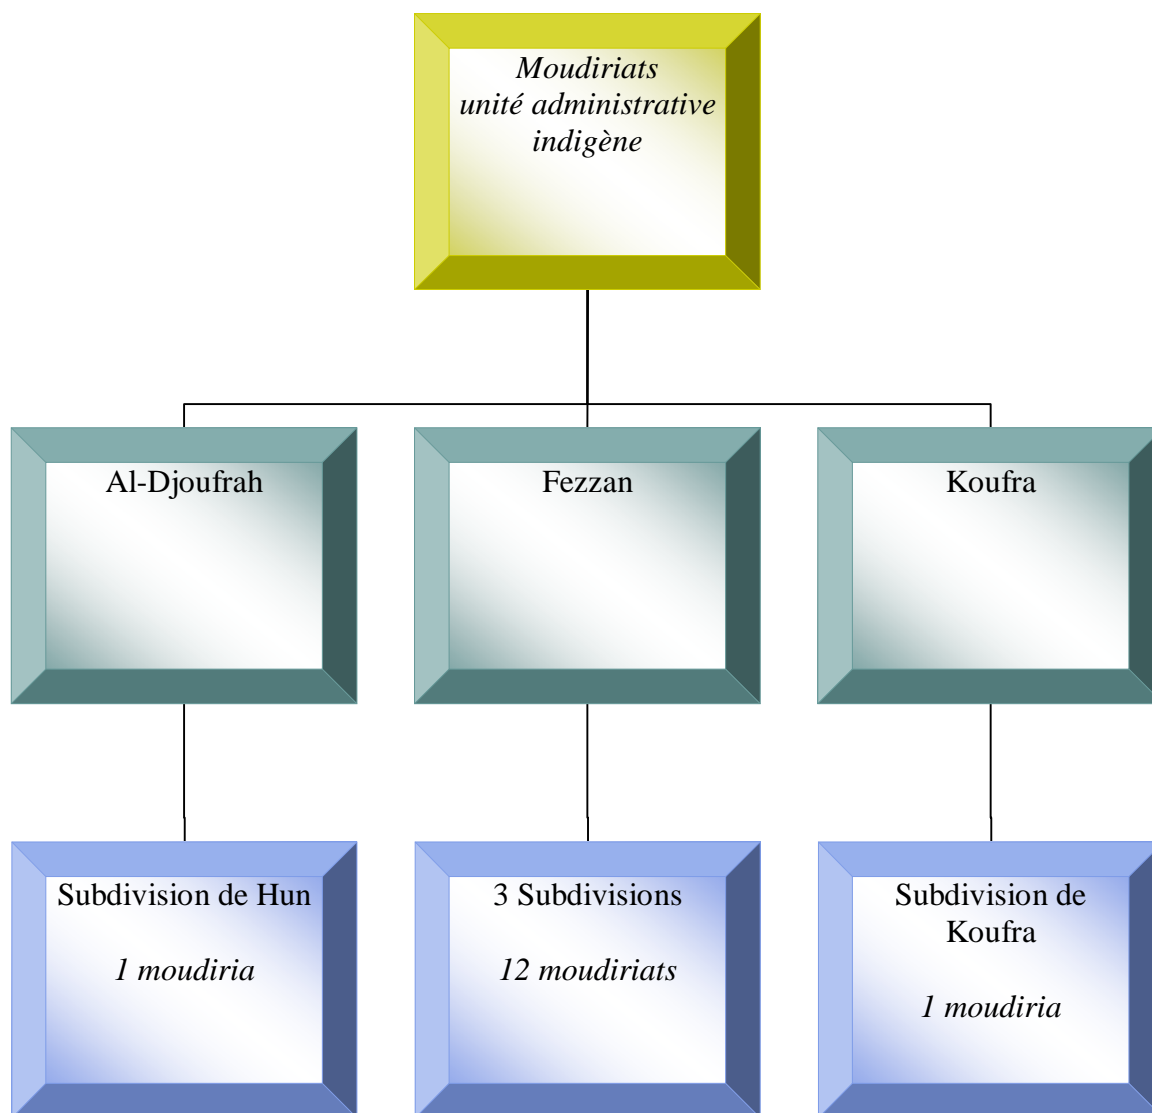 Moudiriats
unité administrative
indigène
Al-Djoufrah
Fezzan
Koufra
Subdivision de Hun
1 moudiria
3 Subdivisions
12 moudiriats
Subdivision de
Koufra
1 moudiria